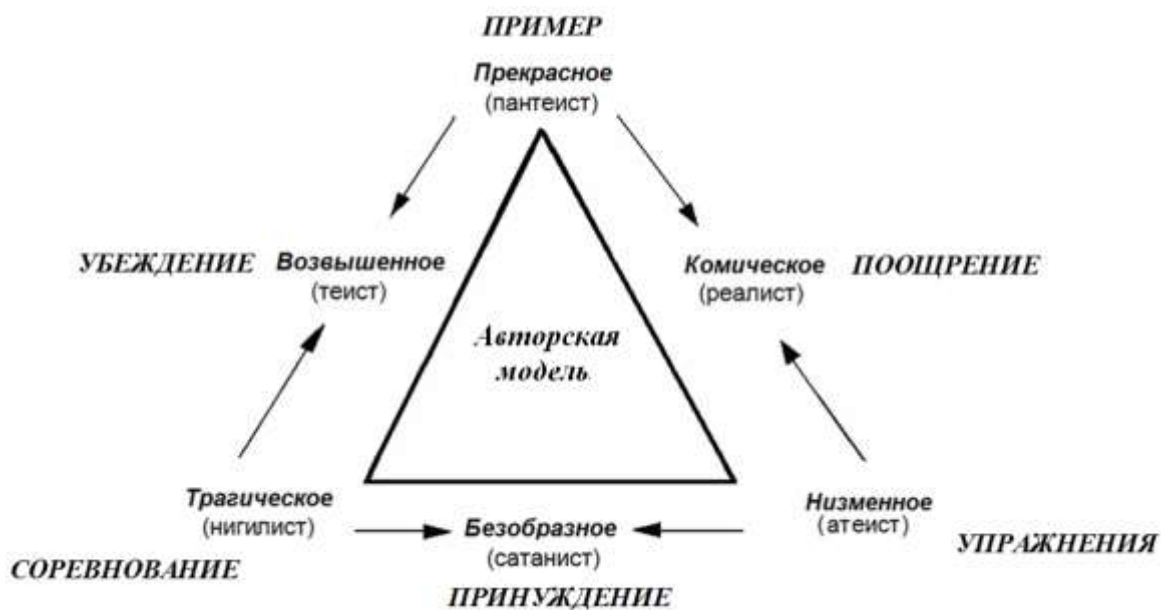 ПРИМЕР
Прекрасное
(пантеист)
УБЕЖДЕНИЕ Возвышенное
(теист)
Комическое ПООЩРЕНИЕ
(реалист)
Авторская
модель
Трагическое
(нигилист)
СОРЕВНОВАНИЕ
Безобразное
(сатанист)
ПРИНУЖДЕНИЕ
Низменное
(атеист)
УПРАЖНЕНИЯ